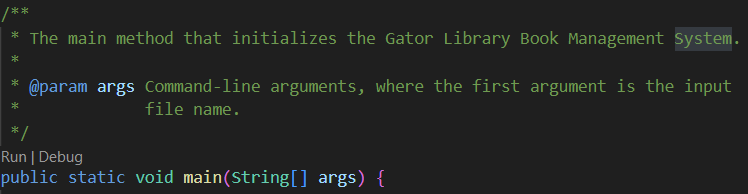 /**
 * The main method that initializes the Gator Library Book Management System.
 *
 * @param args Command-line arguments, where the first argument is the input
 *             file name.
 */
Run | Debug
public static void main(String[] args) {